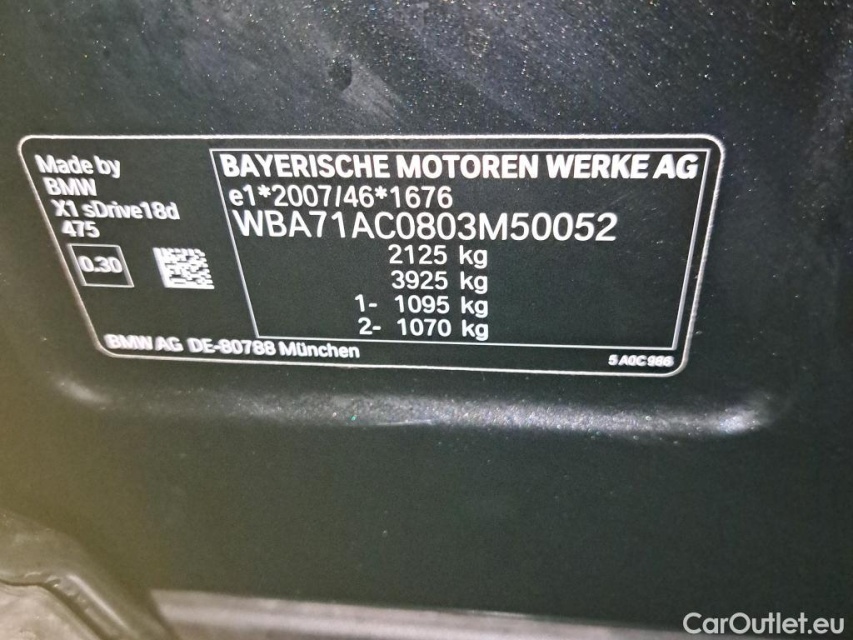 Made by
BMW
X1 sDrive18d
475
0.30
BAYERISCHE MOTOREN WERKE AG
e1*2007/46*1676
WBA71AC0803M50052
2125 kg
3925 kg
1- 1095 kg
2- 1070 kg
BMW AG DE-80788 München
5 A0C 986
CarOutlet.eu